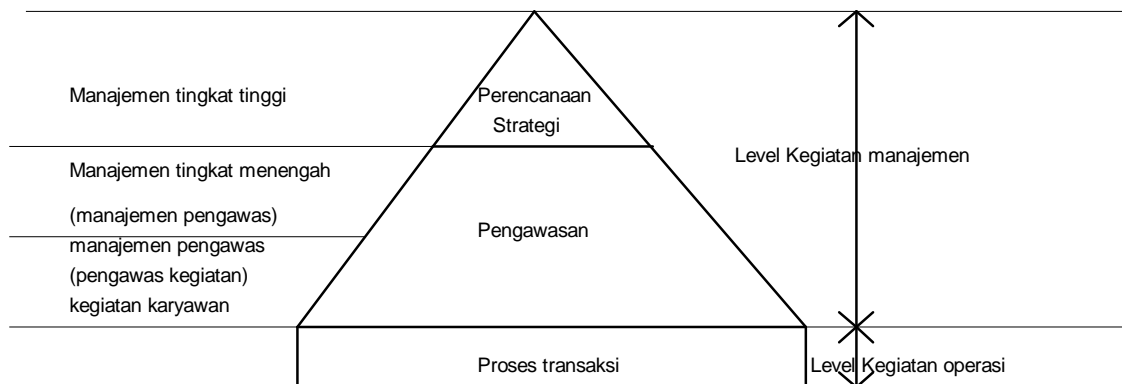 Manajemen tingkat tinggi
Perencanaan
Strategi
Level Kegiatan manajemen
Manajemen tingkat menengah
(manajemen pengawas)
Pengawasan
manajemen pengawas
(pengawas kegiatan)
kegiatan karyawan
Proses transaksi
Level Kegiatan operasi